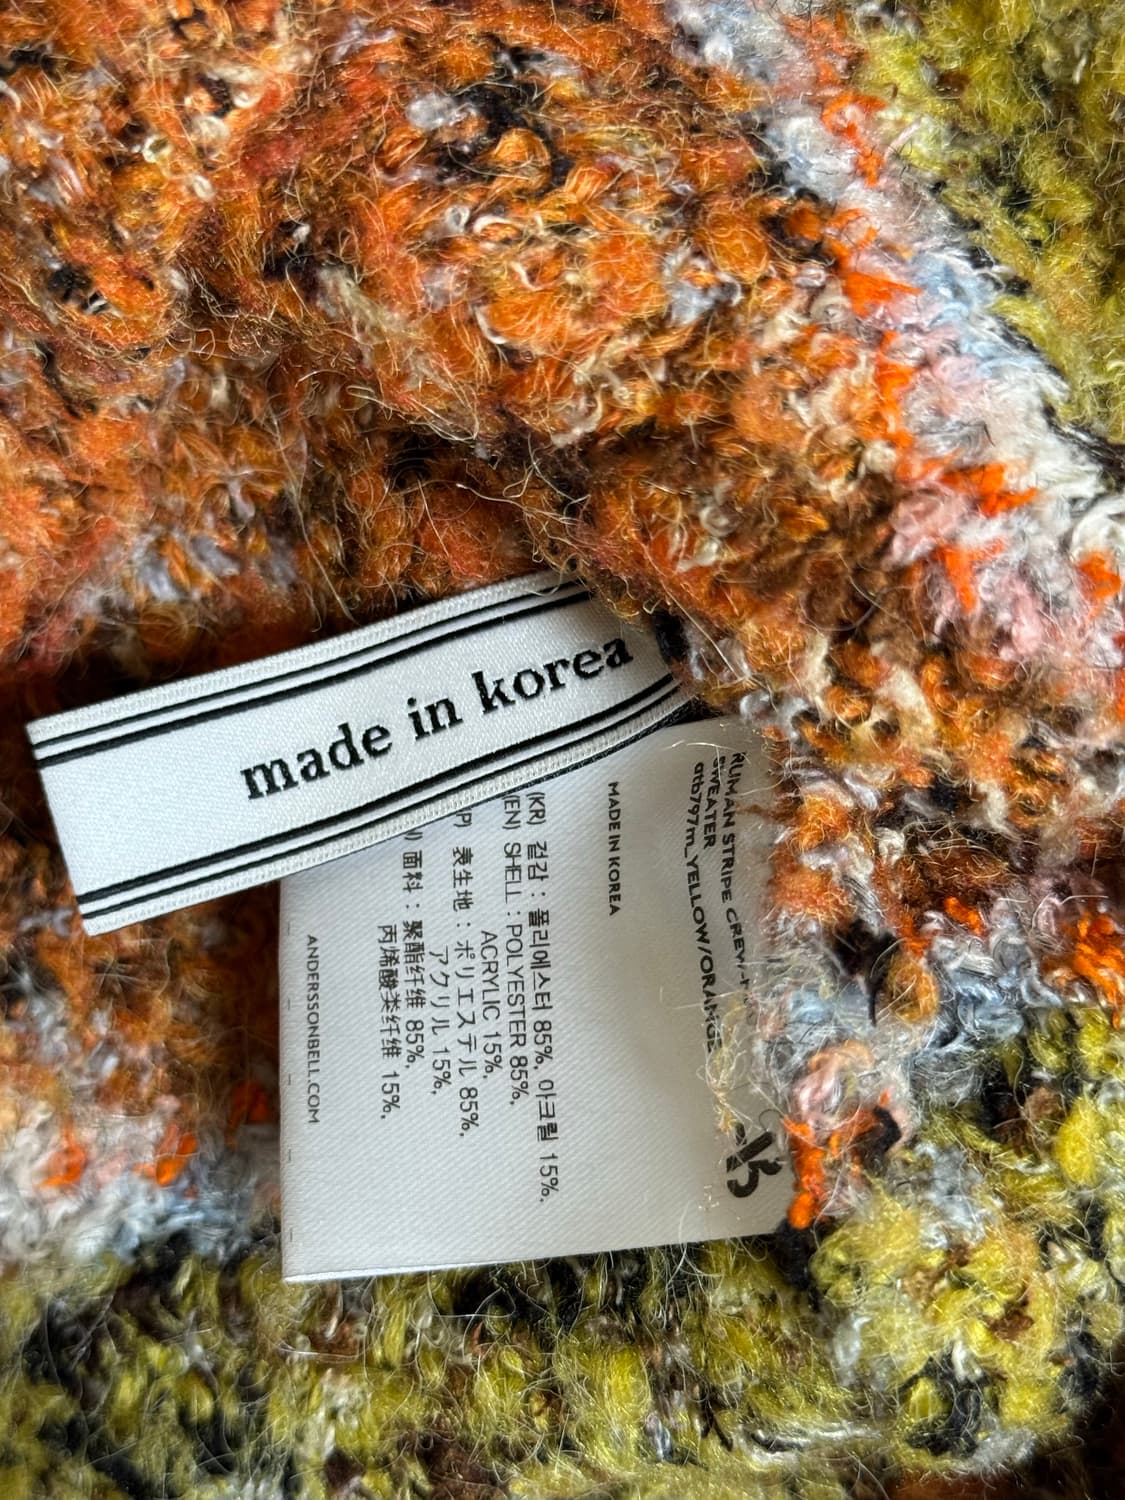 made in korea
RUMAN STRIPE CREW-
SWEATER
atb797m_YELLOW/ORANGE
MADE IN KOREA
(KR) 겉감 : 폴리에스터 85%, 아크릴 15%,
(EN) SHELL : POLYESTER 85%,
ACRYLIC 15%,
P) 表生地 : ポリエステル 85%,
アクリル 15%,
) 面料 : 聚酯纤维 85%,
丙烯酸类纤维 15%,
ANDERSSONBELL.COM